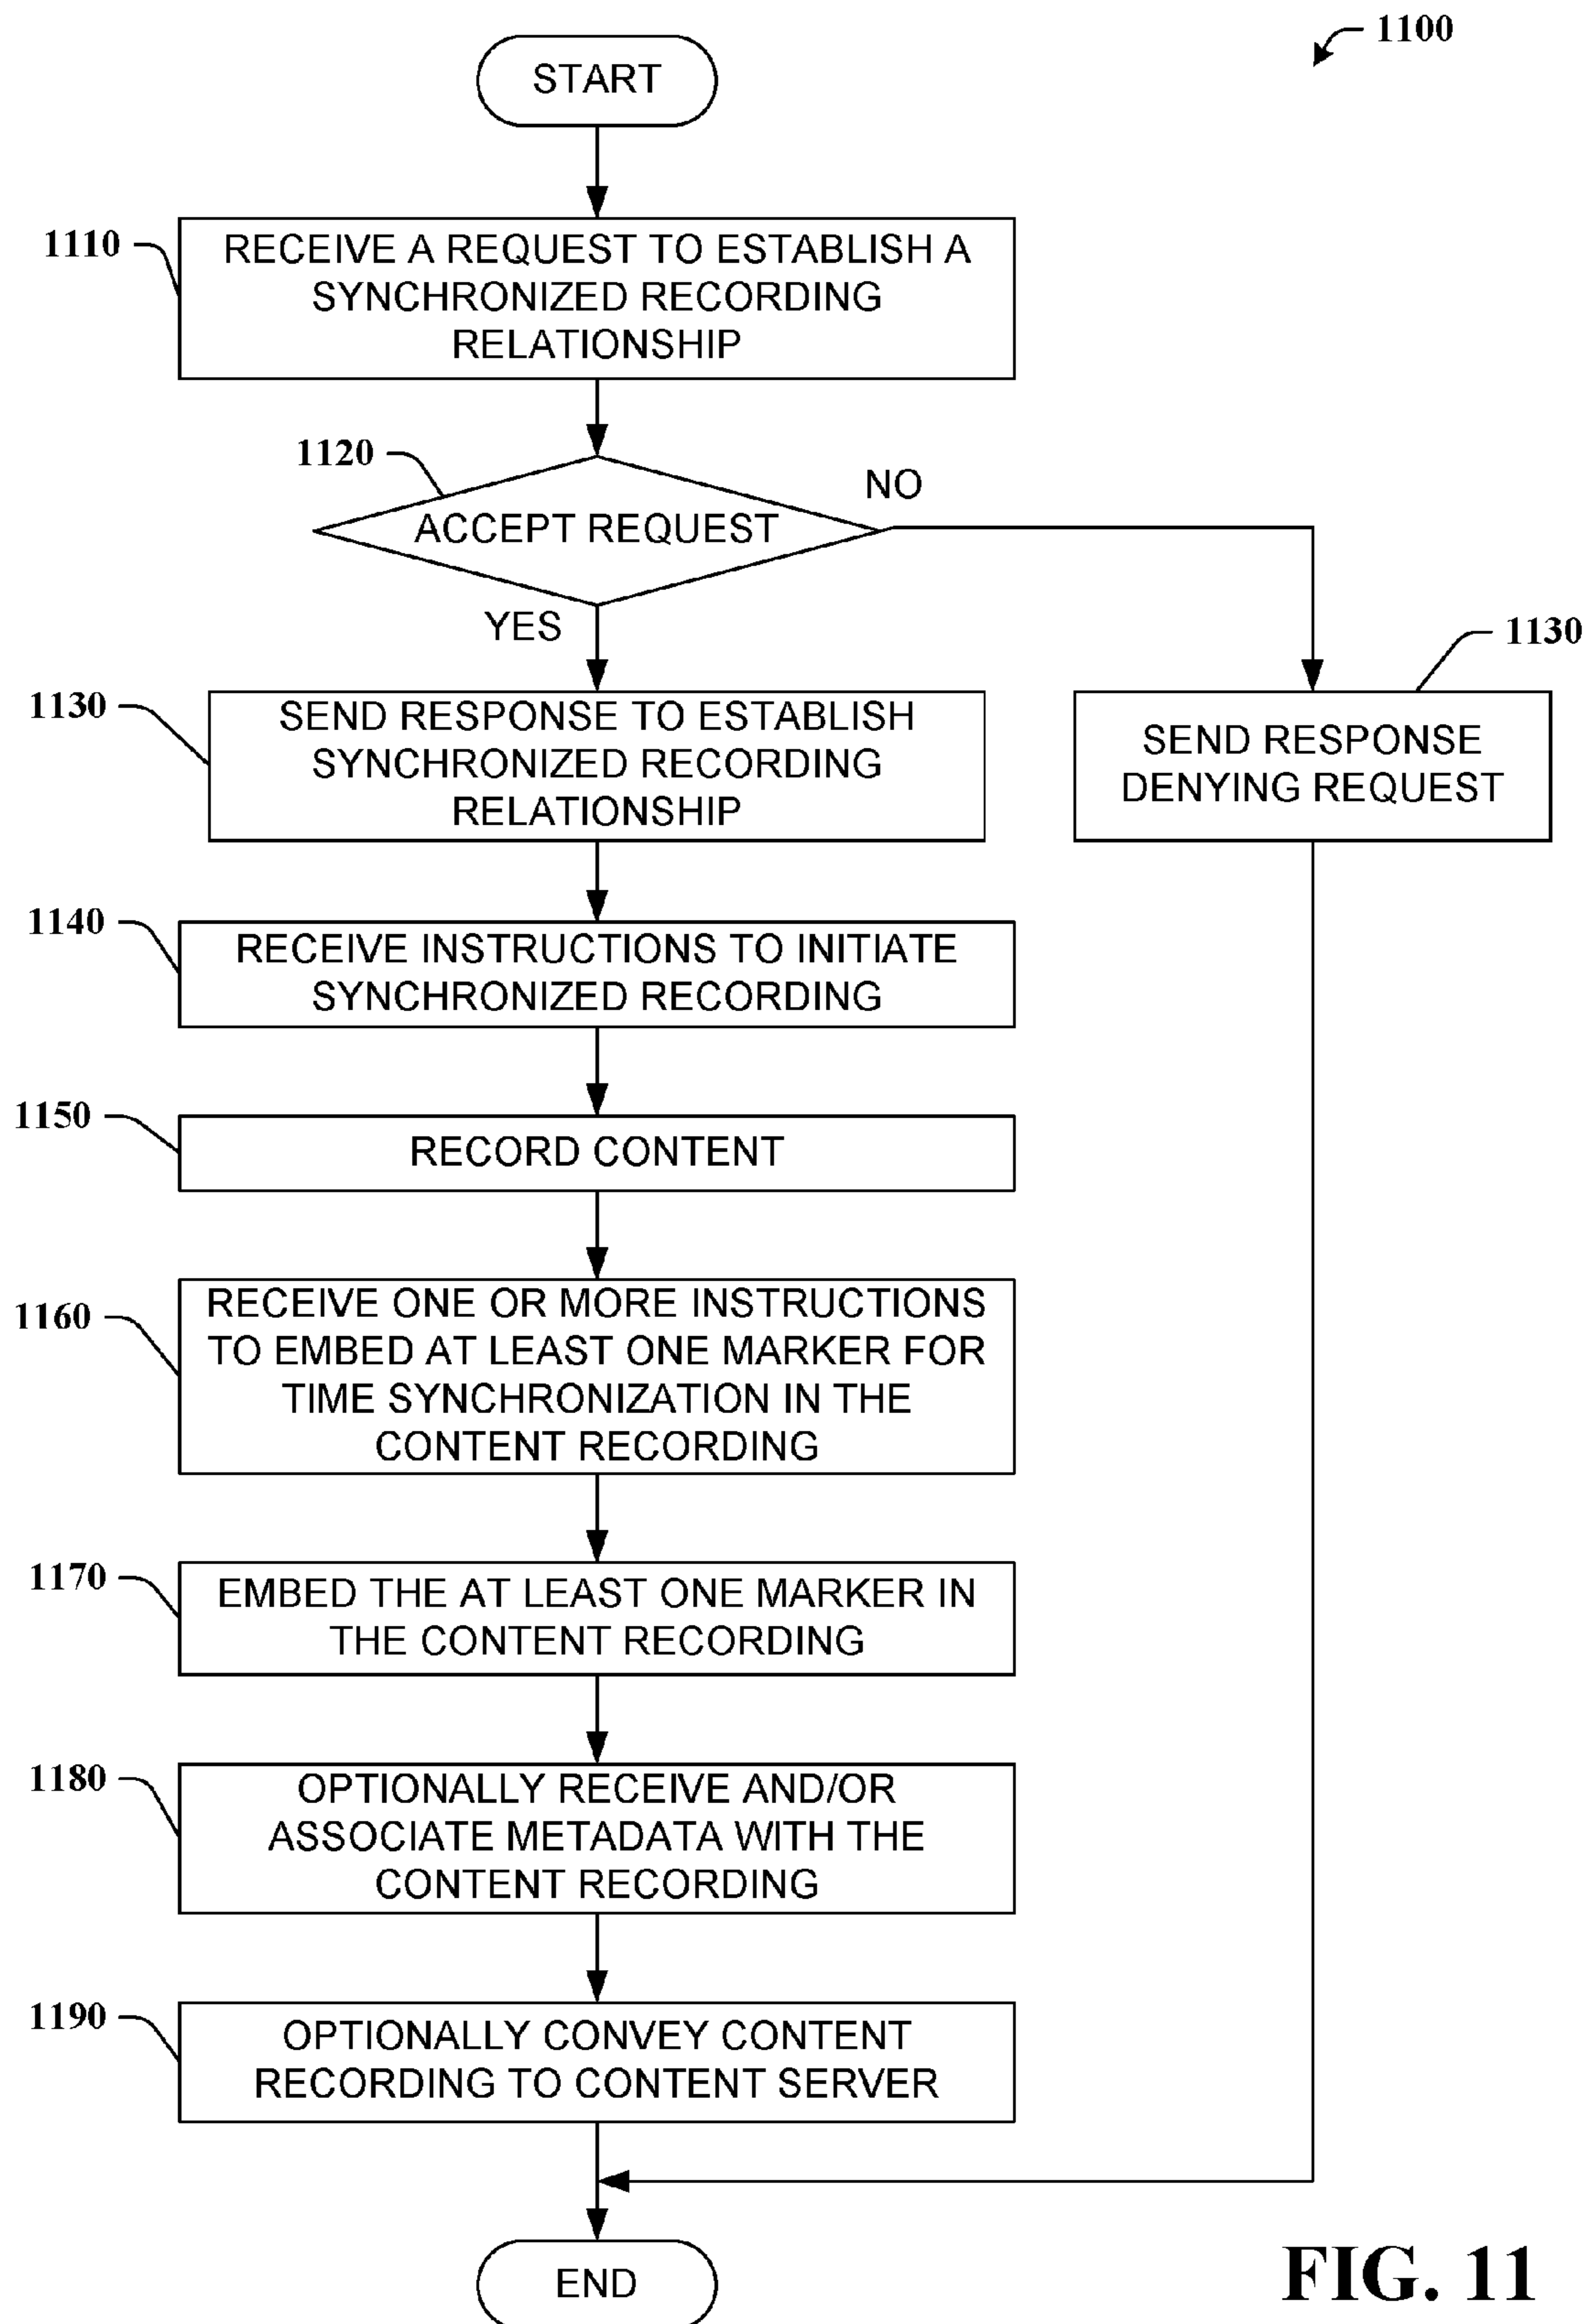 1100
START
1110
RECEIVE A REQUEST TO ESTABLISH A
SYNCHRONIZED RECORDING
RELATIONSHIP
1120
ACCEPT REQUEST
NO
YES
1130
SEND RESPONSE TO ESTABLISH
SYNCHRONIZED RECORDING
RELATIONSHIP
1130
SEND RESPONSE
DENYING REQUEST
1140
RECEIVE INSTRUCTIONS TO INITIATE
SYNCHRONIZED RECORDING
1150
RECORD CONTENT
1160
RECEIVE ONE OR MORE INSTRUCTIONS
TO EMBED AT LEAST ONE MARKER FOR
TIME SYNCHRONIZATION IN THE
CONTENT RECORDING
1170
EMBED THE AT LEAST ONE MARKER IN
THE CONTENT RECORDING
1180
OPTIONALLY RECEIVE AND/OR
ASSOCIATE METADATA WITH THE
CONTENT RECORDING
1190
OPTIONALLY CONVEY CONTENT
RECORDING TO CONTENT SERVER
END
FIG. 11